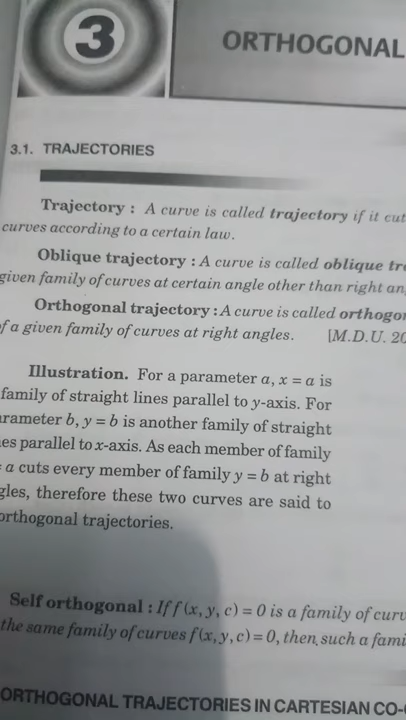 3
ORTHOGONAL
3.1. TRAJECTORIES
Trajectory : A curve is called trajectory if it cut
curves according to a certain law.
Oblique trajectory : A curve is called oblique tr
given family of curves at certain angle other than right an
Orthogonal trajectory : A curve is called orthogo
f a given family of curves at right angles. [M.D.U. 20
Illustration. For a parameter a, x = a is
family of straight lines parallel to y-axis. For
rameter b, y = b is another family of straight
es parallel to x-axis. As each member of family
a cuts every member of family y = b at right
gles, therefore these two curves are said to
orthogonal trajectories.
Self orthogonal : If f (x, y, c) = 0 is a family of curv
the same family of curves f (x, y, c) = 0, then such a fami
ORTHOGONAL TRAJECTORIES IN CARTESIAN CO-